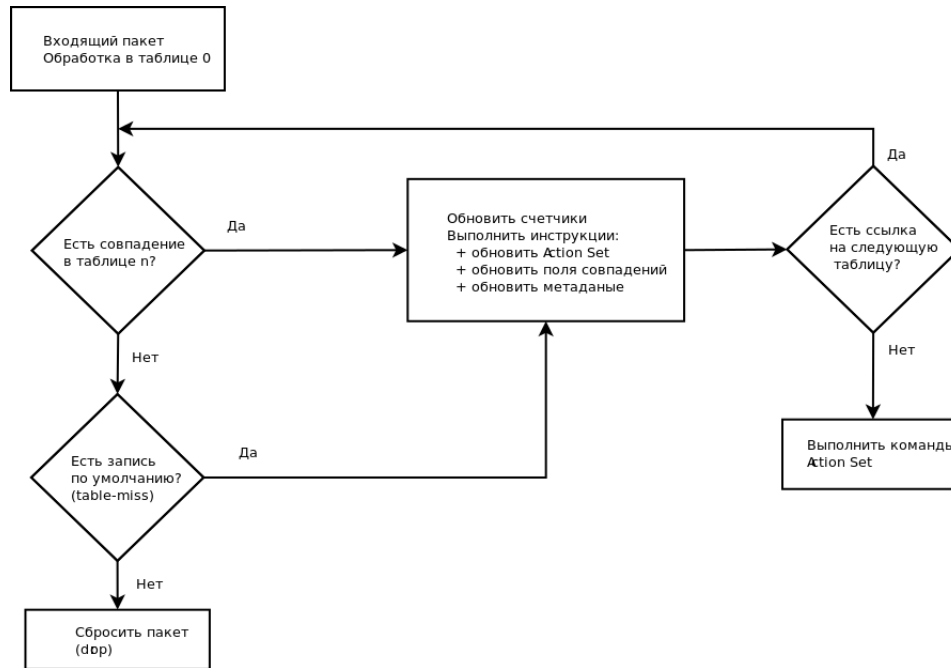 Входящий пакет
Обработка в таблице 0
Да
Есть совпадение
в таблице n?
Да
Обновить счетчики
Выполнить инструкции:
+ обновить Action Set
+ обновить поля совпадений
+ обновить метаданые
Есть ссылка
на следующую
таблицу?
Нет
Нет
Есть запись
по умолчанию?
(table-miss)
Да
Выполнить команды
Action Set
Нет
Сбросить пакет
(drop)